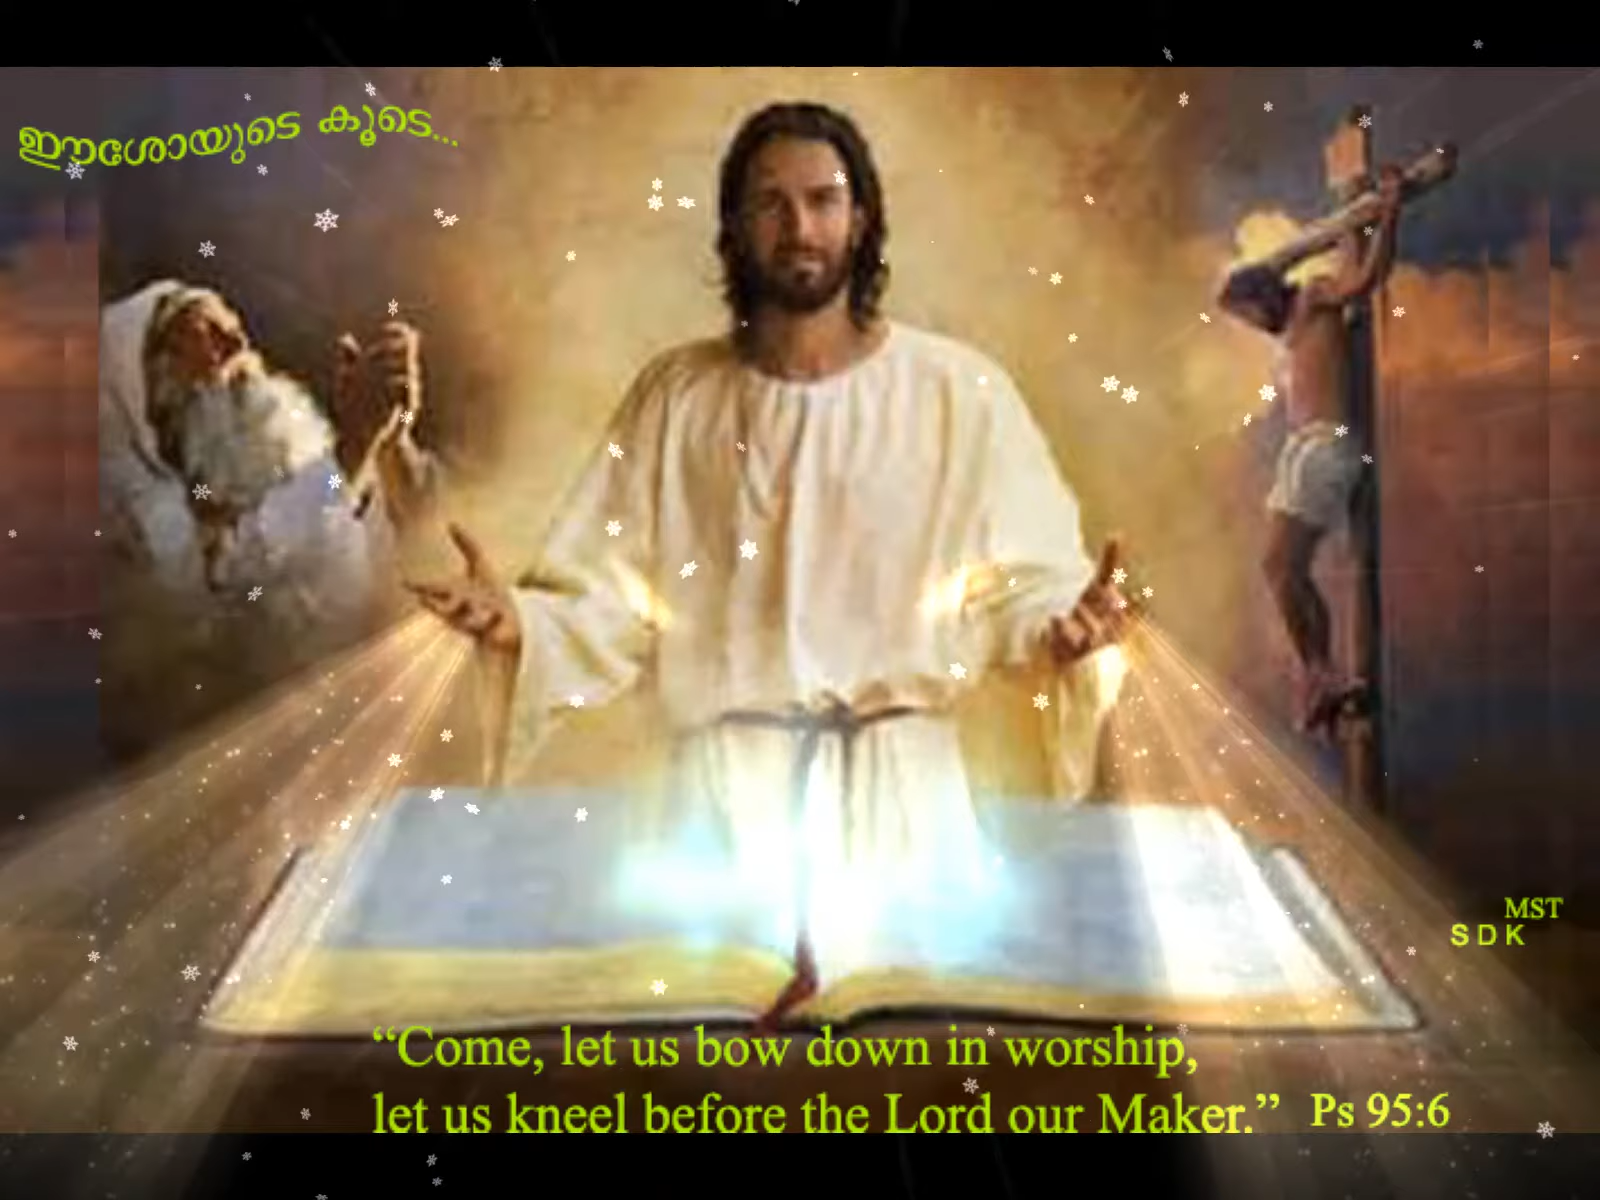 ഈശോയുടെ കൂടെ...
MST
S D K
“Come, let us bow down in worship,
let us kneel before the Lord our Maker.” Ps 95:6